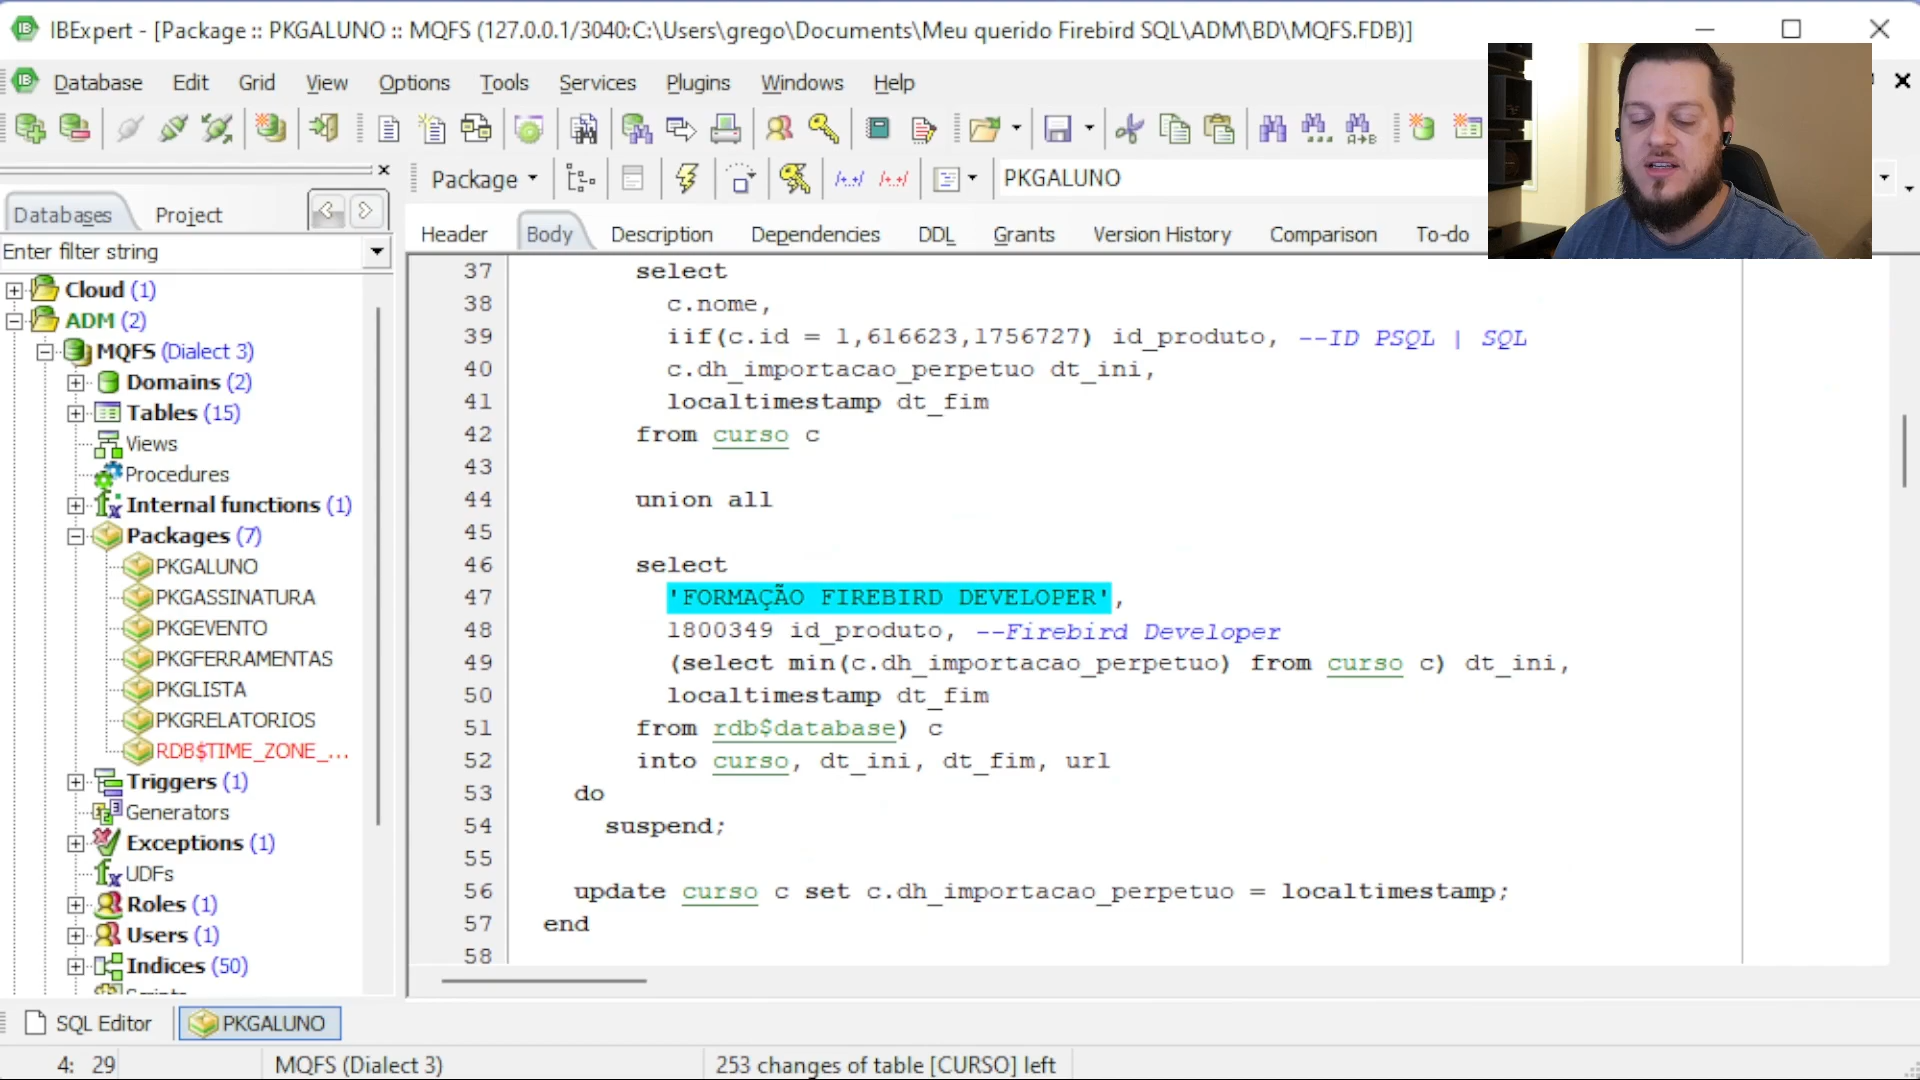 IBExpert - [Package :: PKGALUNO :: MQFS (127.0.0.1/3040:C:\Users\grego\Documents\Meu querido Firebird SQL\ADM\BD\MQFS.FDB)]
Database Edit Grid View Options Tools Services Plugins Windows Help
Package PKGALUNO
Databases Project
Header Body Description Dependencies DDL Grants Version History Comparison To-do
Enter filter string
Cloud (1)
ADM (2)
MQFS (Dialect 3)
Domains (2)
Tables (15)
Views
Procedures
Internal functions (1)
Packages (7)
PKGALUNO
PKGASSINATURA
PKGEVENTO
PKGFERRAMENTAS
PKGLISTA
PKGRELATORIOS
RDB$TIME_ZONE_...
Triggers (1)
Generators
Exceptions (1)
UDFs
Roles (1)
Users (1)
Indices (50)
37 select
38 c.nome,
39 iif(c.id = 1,616623,1756727) id_produto, --ID PSQL | SQL
40 c.dh_importacao_perpetuo dt_ini,
41 localtimestamp dt_fim
42 from curso c
43
44 union all
45
46 select
47 'FORMAÇÃO FIREBIRD DEVELOPER',
48 1800349 id_produto, --Firebird Developer
49 (select min(c.dh_importacao_perpetuo) from curso c) dt_ini,
50 localtimestamp dt_fim
51 from rdb$database) c
52 into curso, dt_ini, dt_fim, url
53 do
54 suspend;
55
56 update curso c set c.dh_importacao_perpetuo = localtimestamp;
57 end
58
SQL Editor PKGALUNO
4: 29 MQFS (Dialect 3) 253 changes of table [CURSO] left